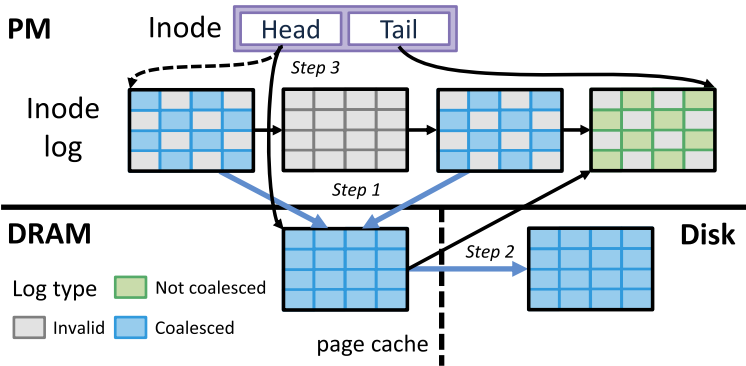 PM
Inode
Head
Tail
Step 3
Inode
log
Step 1
DRAM
Disk
Step 2
Log type
Not coalesced
Invalid
Coalesced
page cache